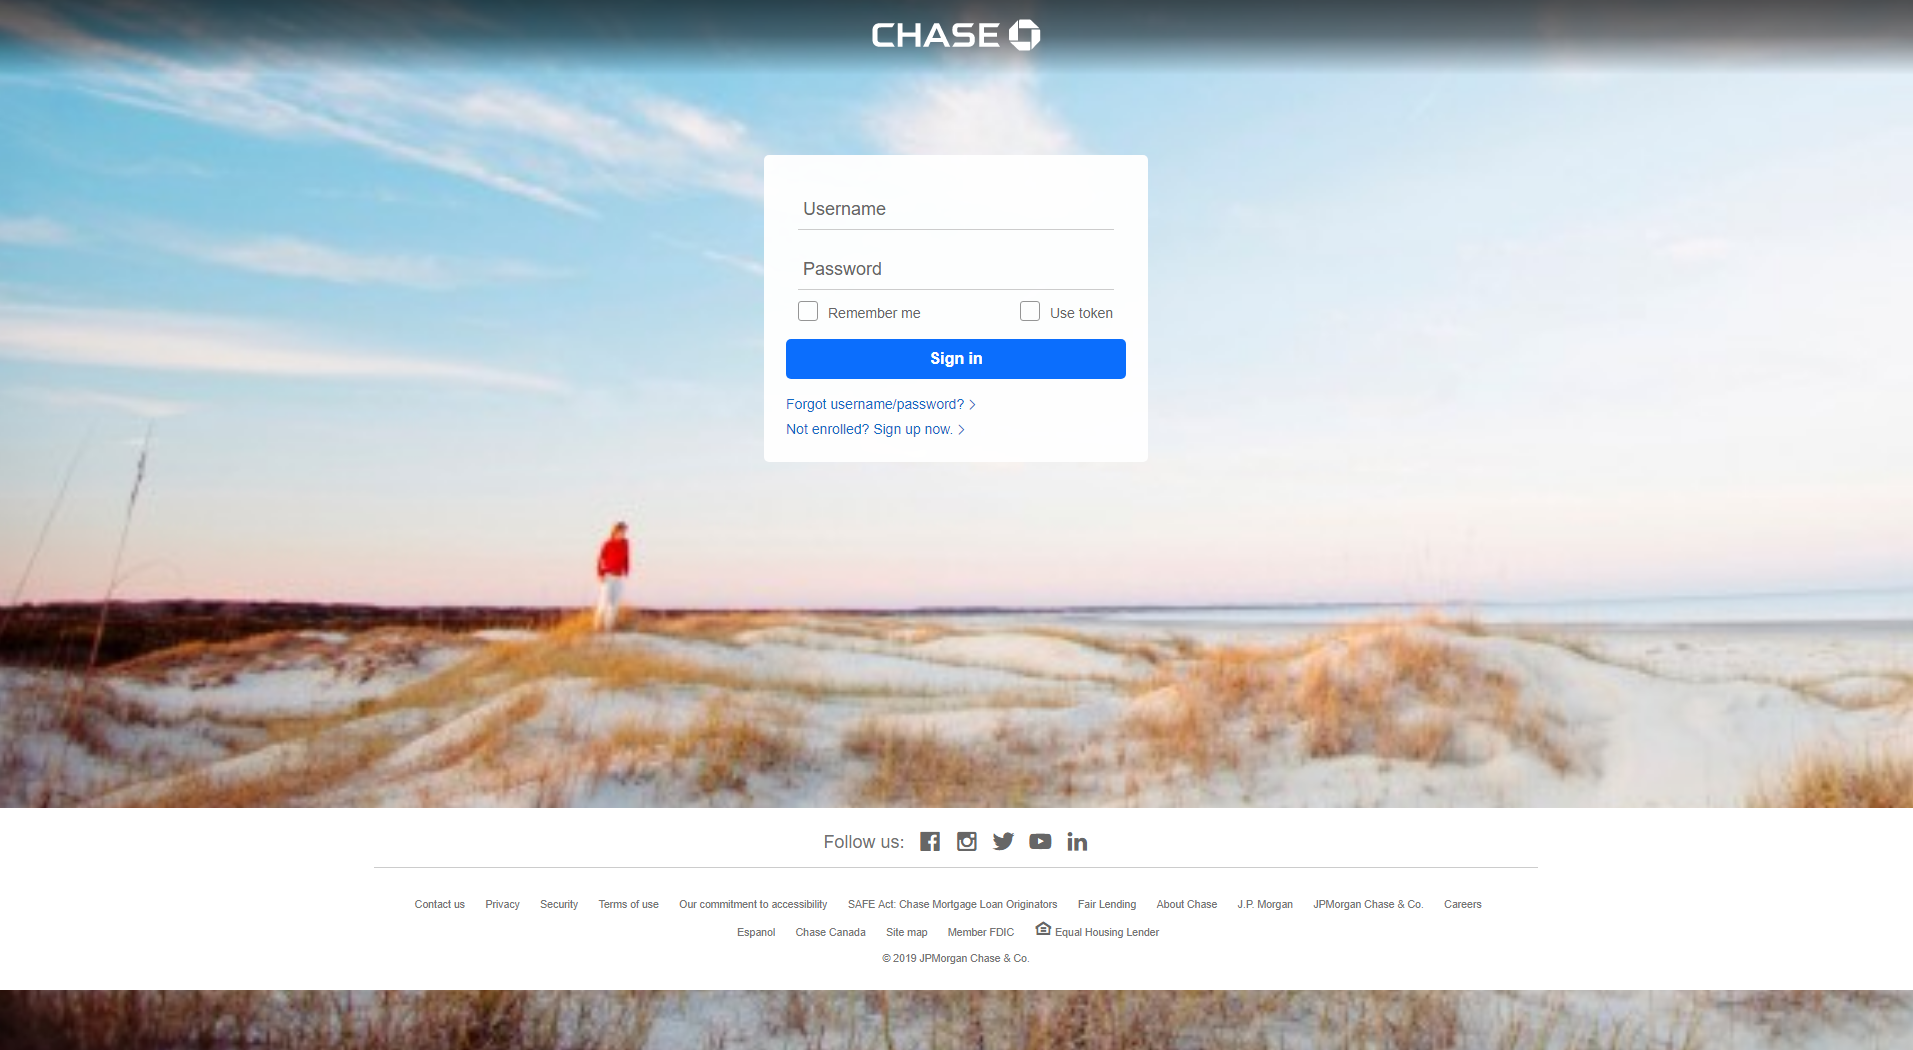 CHASE
Username
Password
Remember me Use token
Sign in
Forgot username/password?
Not enrolled? Sign up now.
Follow us:
Contact us Privacy Security Terms of use Our commitment to accessibility SAFE Act: Chase Mortgage Loan Originators Fair Lending About Chase J.P. Morgan JPMorgan Chase & Co. Careers
Espanol Chase Canada Site map Member FDIC Equal Housing Lender
© 2019 JPMorgan Chase & Co.